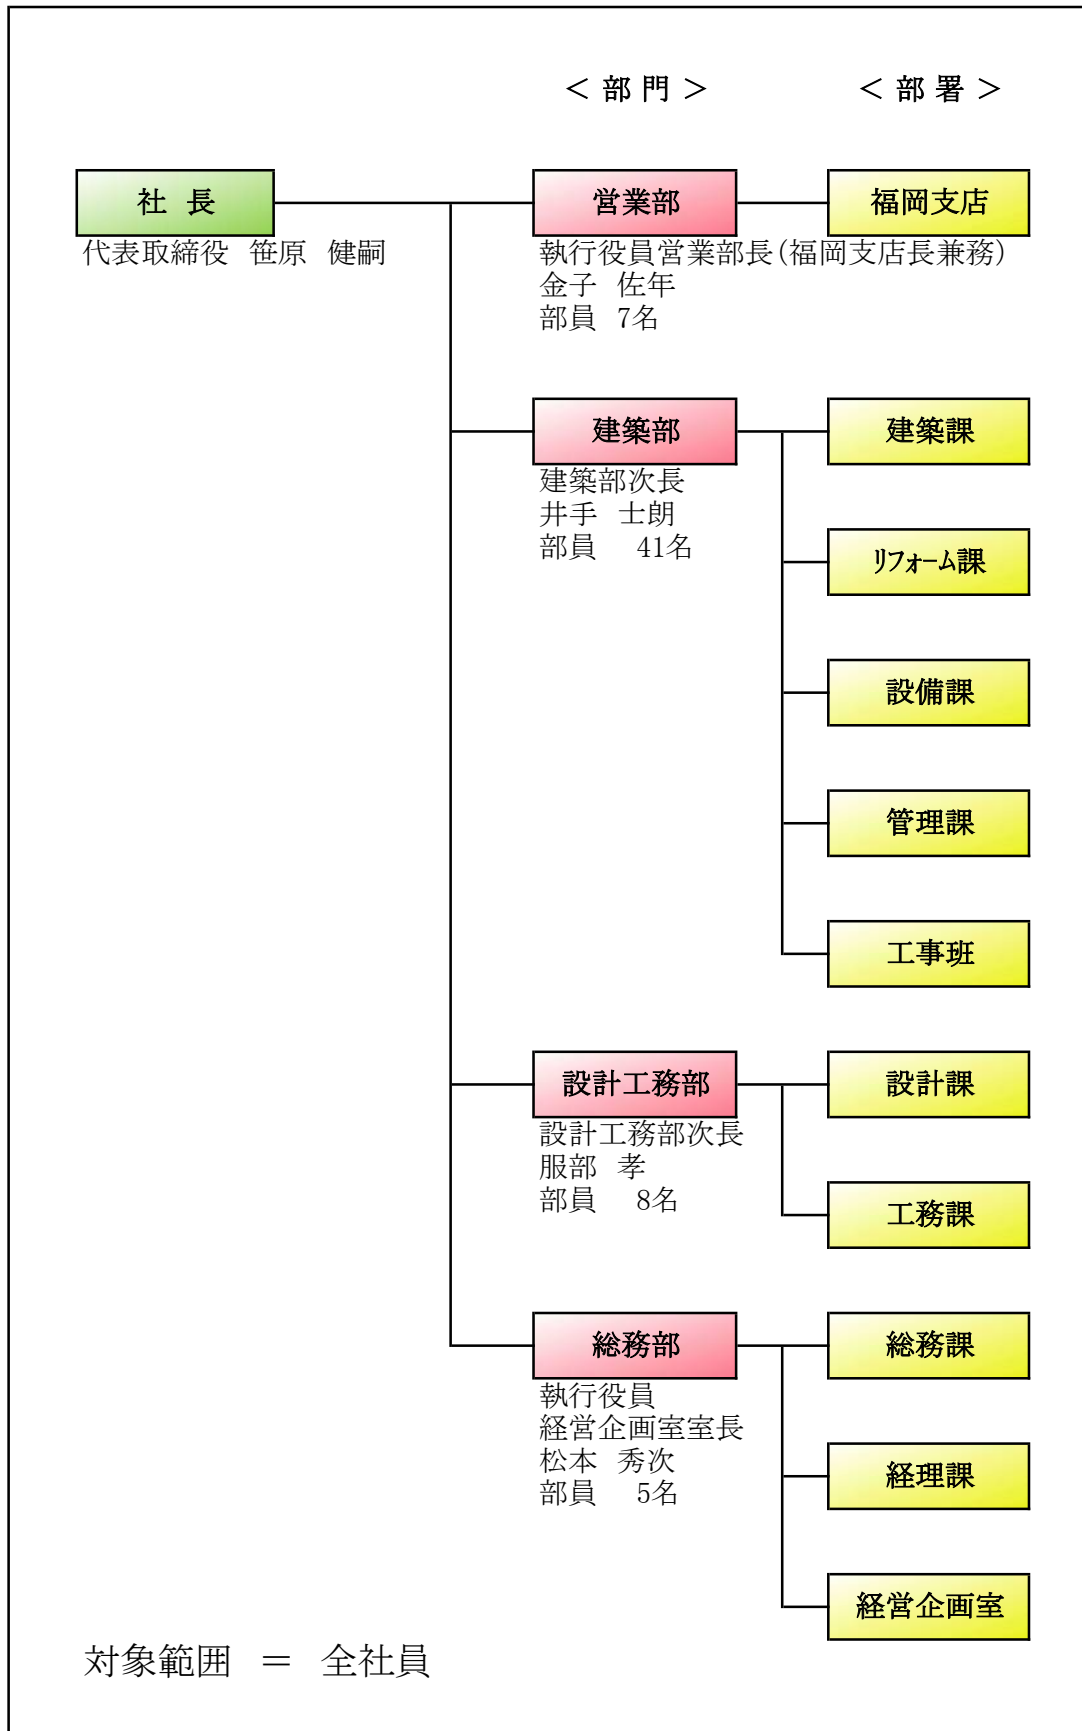 ＜ 部 門 ＞
＜ 部 署 ＞
社 長
代表取締役 笹原 健嗣
営業部
福岡支店
執行役員営業部長(福岡支店長兼務)
金子 佐年
部員 7名
建築部
建築課
建築部次長
井手 士朗
部員 41名
ﾘﾌｫｰﾑ課
設備課
管理課
工事班
設計工務部
設計課
設計工務部次長
服部 孝
部員 8名
工務課
総務部
総務課
執行役員
経営企画室室長
松本 秀次
部員 5名
経理課
経営企画室
対象範囲 ＝ 全社員